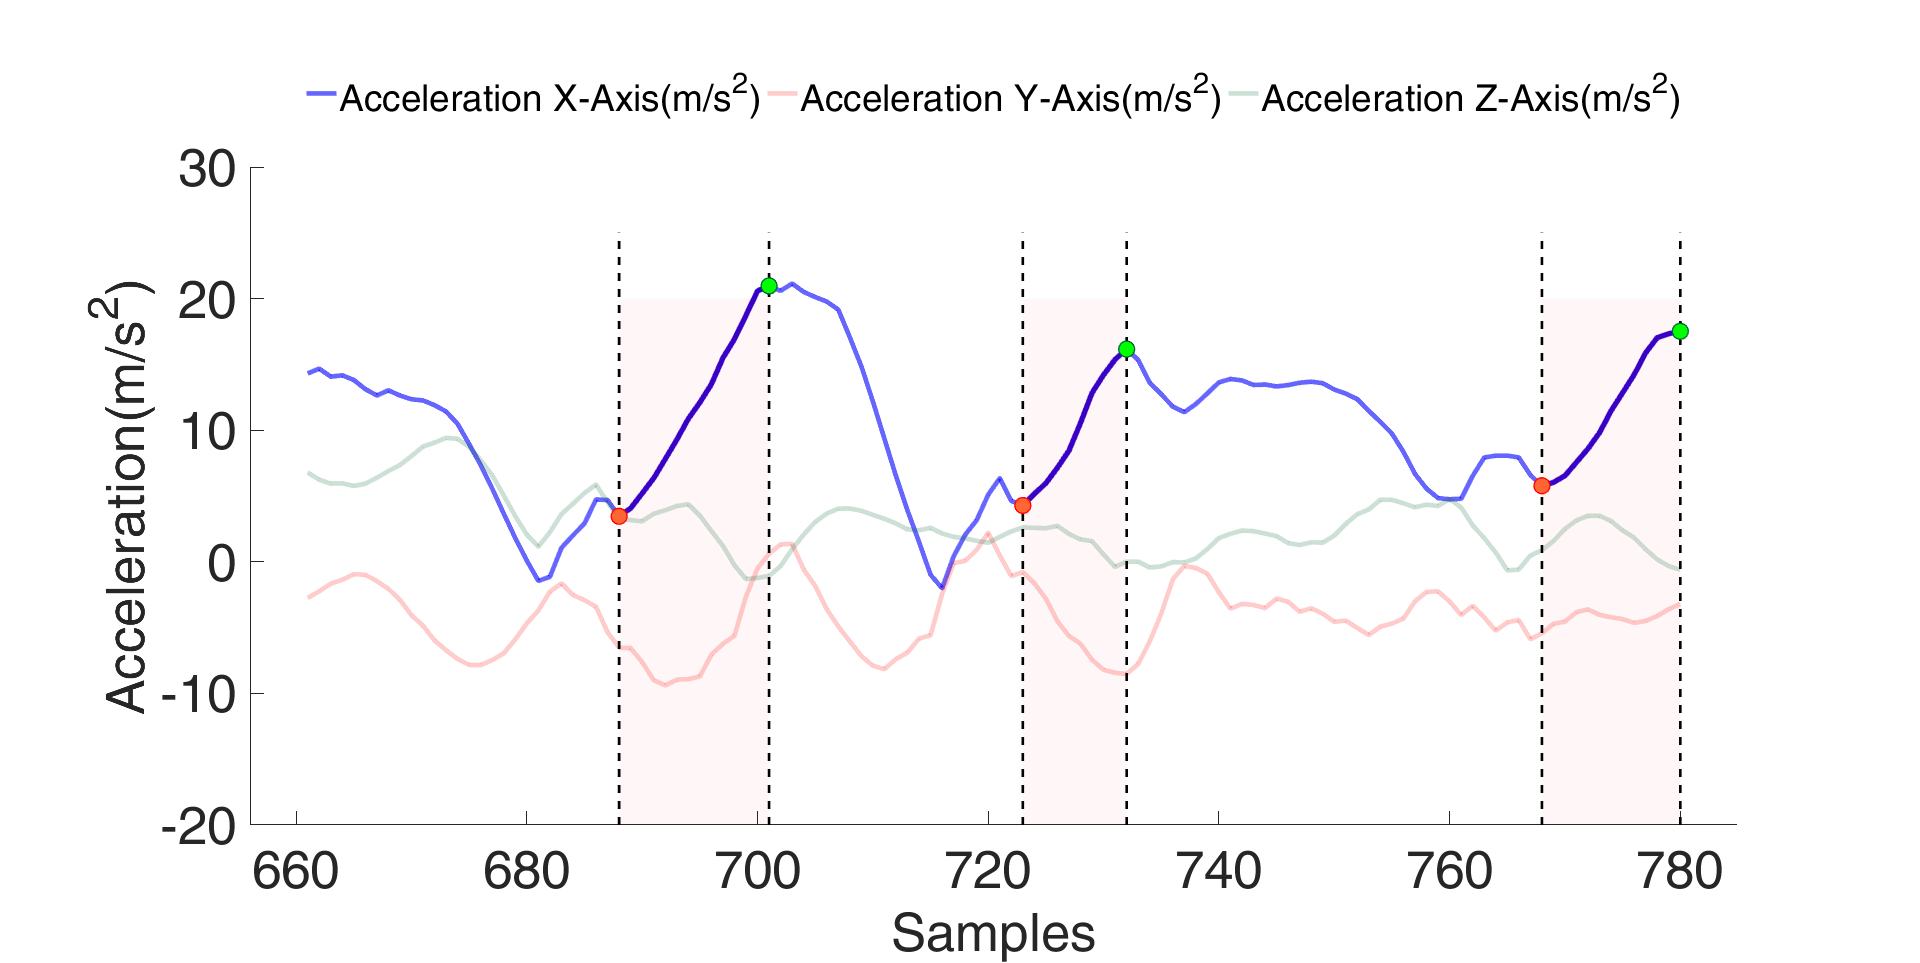 Acceleration X-Axis(m/s²) Acceleration Y-Axis(m/s²) Acceleration Z-Axis(m/s²)
30
20
10
0
-10
-20
Acceleration(m/s²)
660 680 700 720 740 760 780
Samples